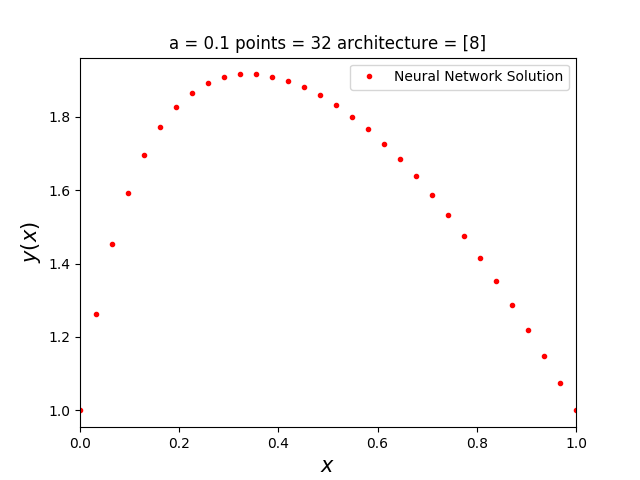 a = 0.1 points = 32 architecture = [8]
Neural Network Solution
y(x)
1.8
1.6
1.4
1.2
1.0
0.0 0.2 0.4 0.6 0.8 1.0
x